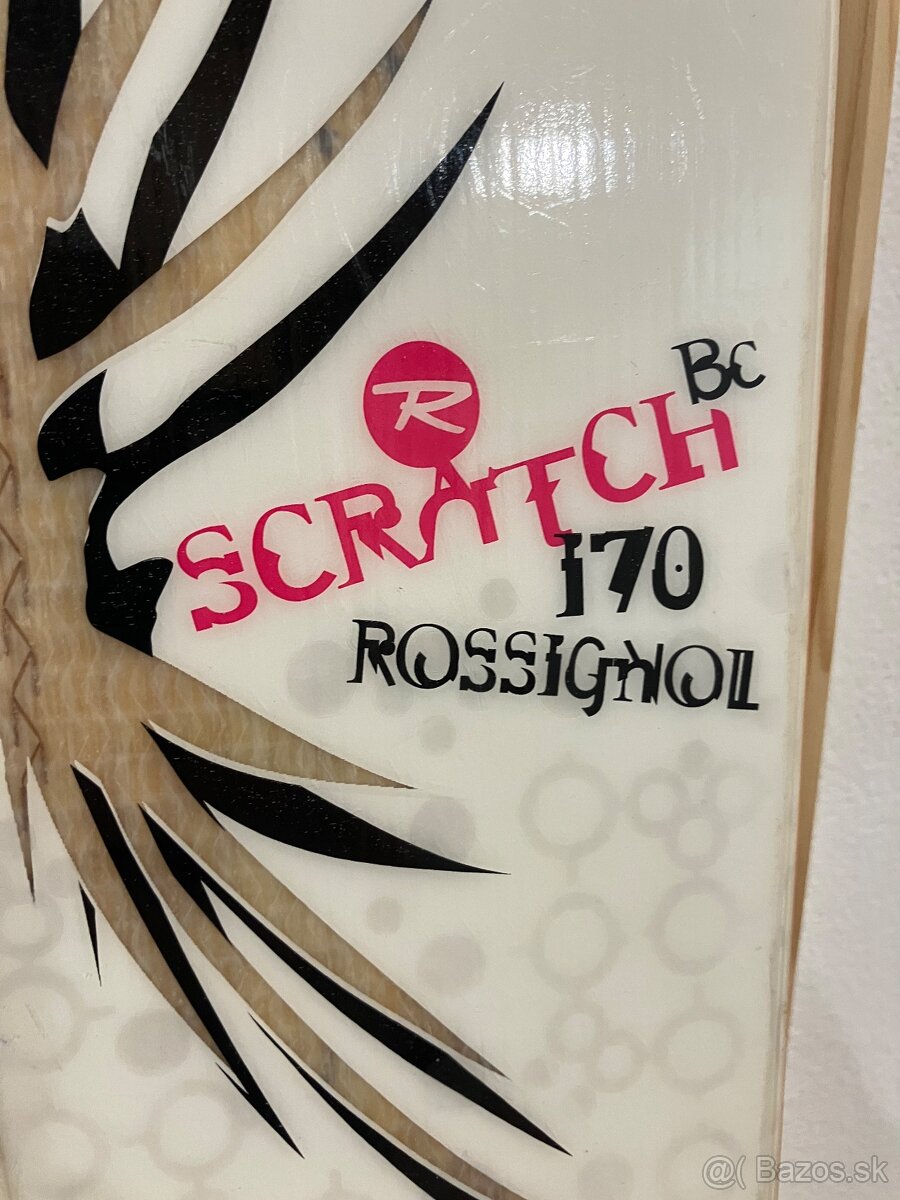 BC
R
SCRATCH
170
ROSSIGNOL
@( Bazos.sk